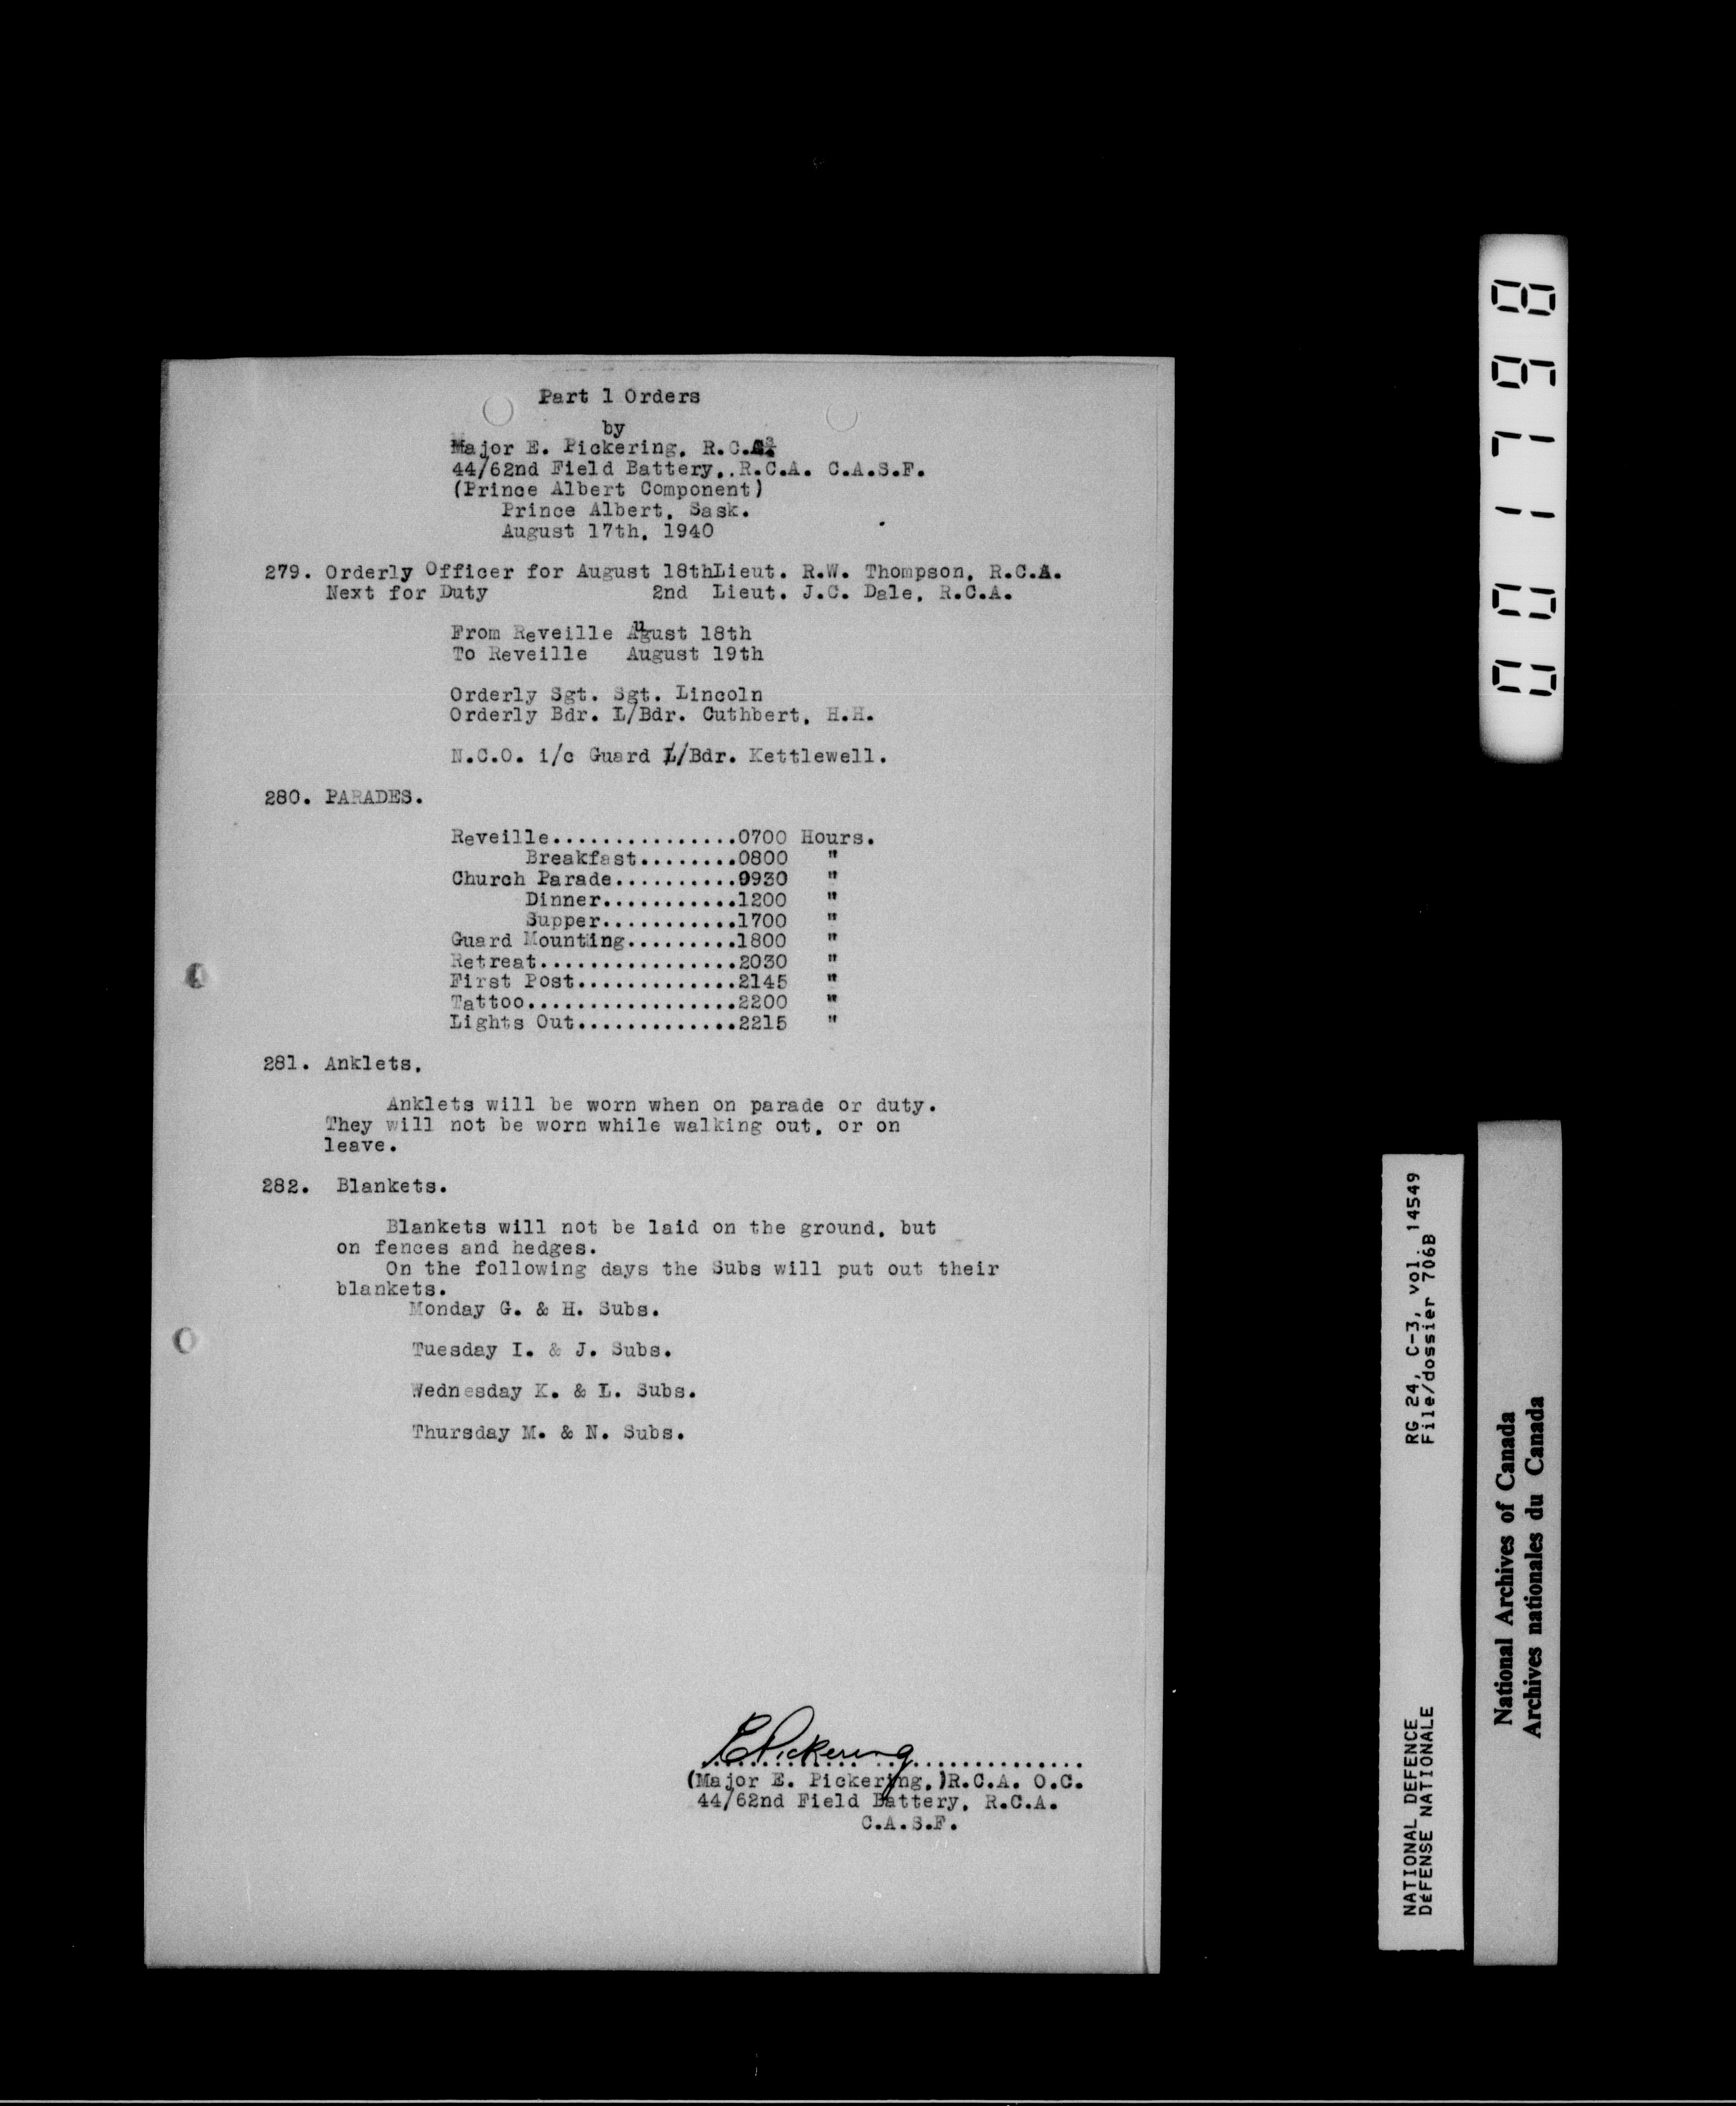 Part 1 Orders
by
Major E. Pickering, R.C.A.
44/62nd Field Battery,.R.C.A. C.A.S.F.
(Prince Albert Component)
Prince Albert, Sask.
August 17th, 1940
279. Orderly Officer for August 18thLieut. R.W. Thompson, R.C.A.
Next for Duty 2nd Lieut. J.C. Dale, R.C.A.
From Reveille August 18th
To Reveille August 19th
Orderly Sgt. Sgt. Lincoln
Orderly Bdr. L/Bdr. Cuthbert, H.H.
N.C.O. i/c Guard L/Bdr. Kettlewell.
280. PARADES.
Reveille...............0700 Hours.
Breakfast........0800 "
Church Parade..........0930 "
Dinner...........1200 "
Supper...........1700 "
Guard Mounting.........1800 "
Retreat................2030 "
First Post.............2145 "
Tattoo.................2200 "
Lights Out.............2215 "
281. Anklets.
Anklets will be worn when on parade or duty.
They will not be worn while walking out, or on
leave.
282. Blankets.
Blankets will not be laid on the ground, but
on fences and hedges.
On the following days the Subs will put out their
blankets.
Monday G. & H. Subs.
Tuesday I. & J. Subs.
Wednesday K. & L. Subs.
Thursday M. & N. Subs.
E Pickering
(Major E. Pickering,)R.C.A. O.C.
44/62nd Field Battery, R.C.A.
C.A.S.F.
RG 24, C-3, vol. 14549
File/dossier 706B
NATIONAL DEFENCE
DÉFENSE NATIONALE
National Archives of Canada
Archives nationales du Canada